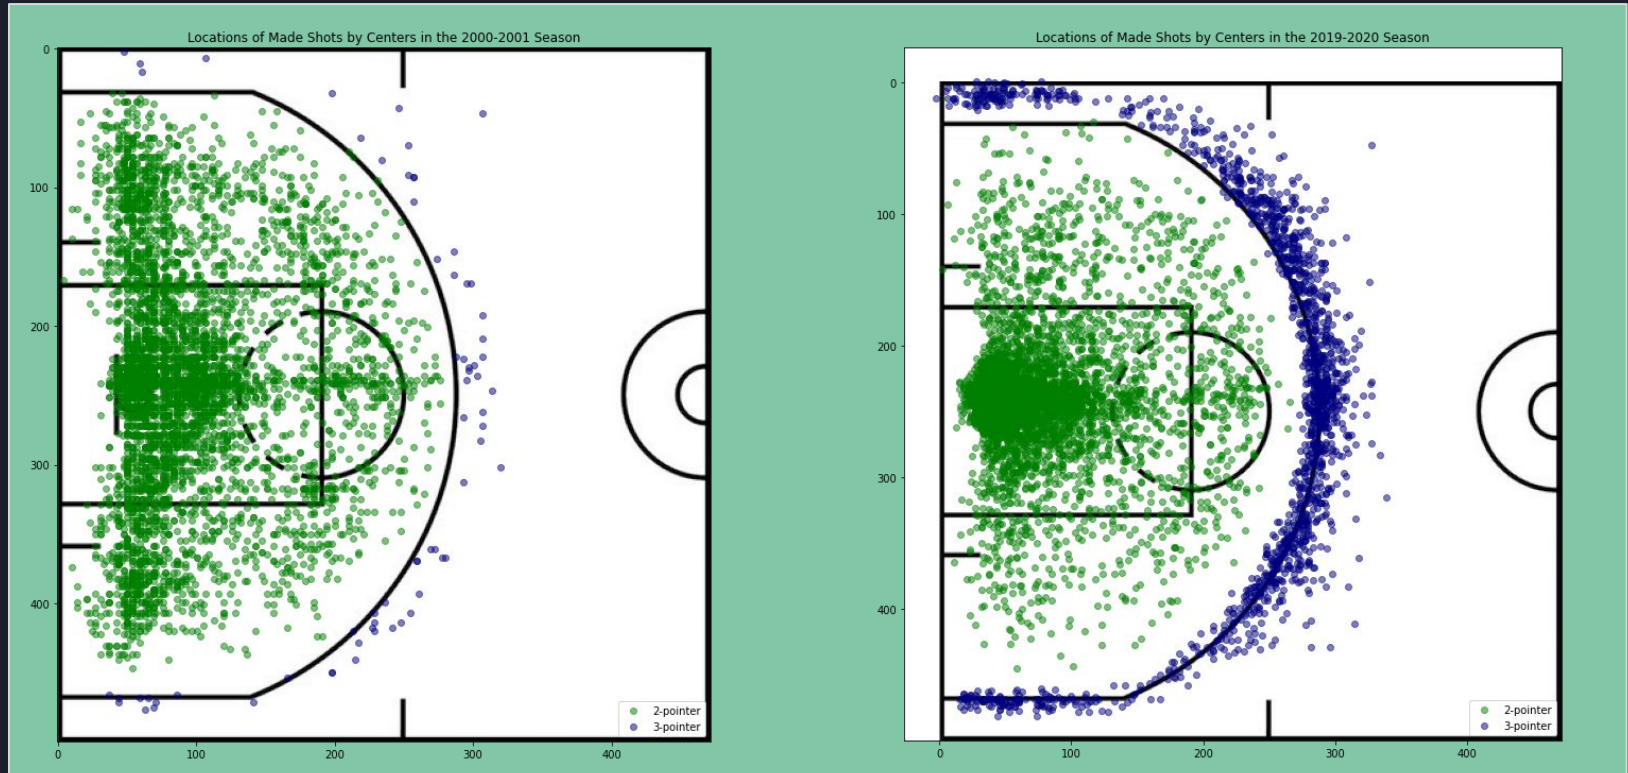 Locations of Made Shots by Centers in the 2000-2001 Season
0
100
200
300
400
0 100 200 300 400
2-pointer
3-pointer
Locations of Made Shots by Centers in the 2019-2020 Season
0
100
200
300
400
0 100 200 300 400
2-pointer
3-pointer